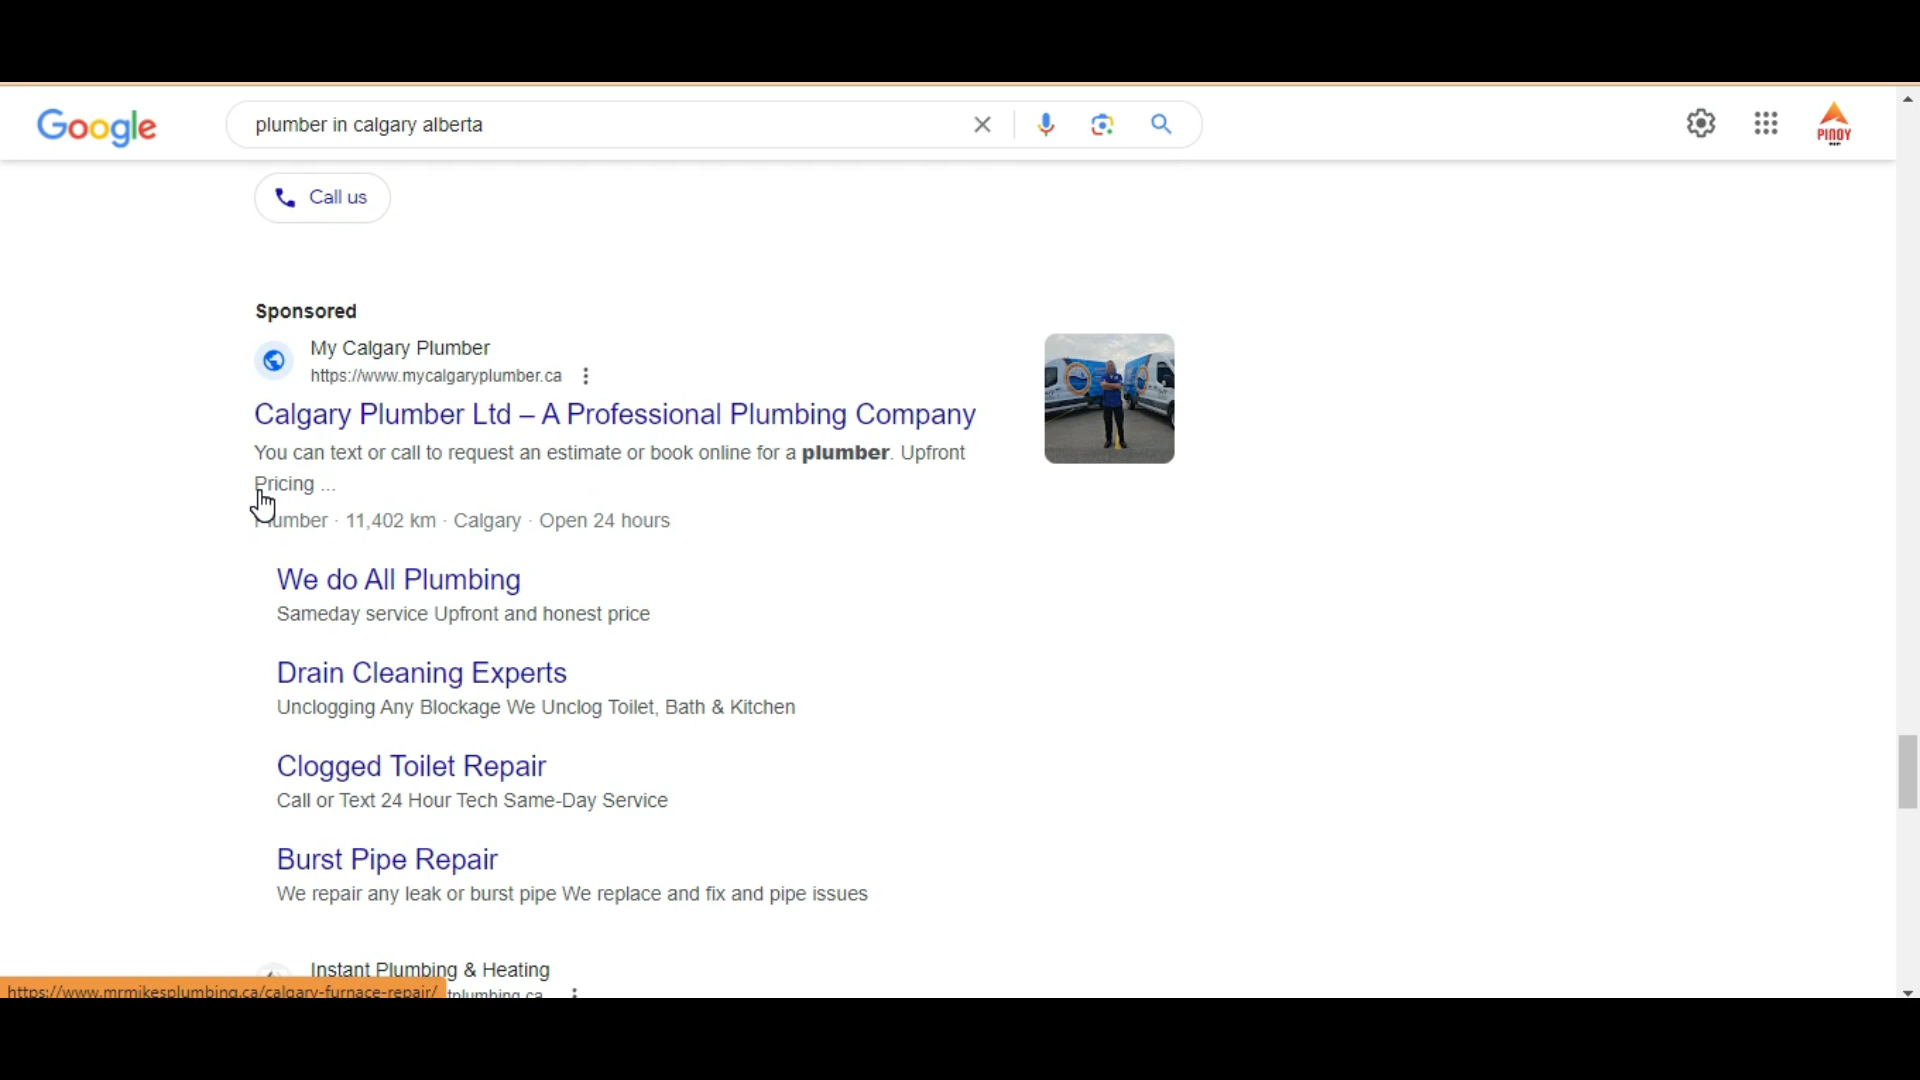 Google
plumber in calgary alberta
PINOY
Call us
Sponsored
My Calgary Plumber
https://www.mycalgaryplumber.ca
Calgary Plumber Ltd – A Professional Plumbing Company
You can text or call to request an estimate or book online for a plumber. Upfront
Pricing ...
Plumber · 11,402 km · Calgary · Open 24 hours
We do All Plumbing
Sameday service Upfront and honest price
Drain Cleaning Experts
Unclogging Any Blockage We Unclog Toilet, Bath & Kitchen
Clogged Toilet Repair
Call or Text 24 Hour Tech Same-Day Service
Burst Pipe Repair
We repair any leak or burst pipe We replace and fix and pipe issues
Instant Plumbing & Heating
https://www.mrmikesplumbing.ca/calgary-furnace-repair/